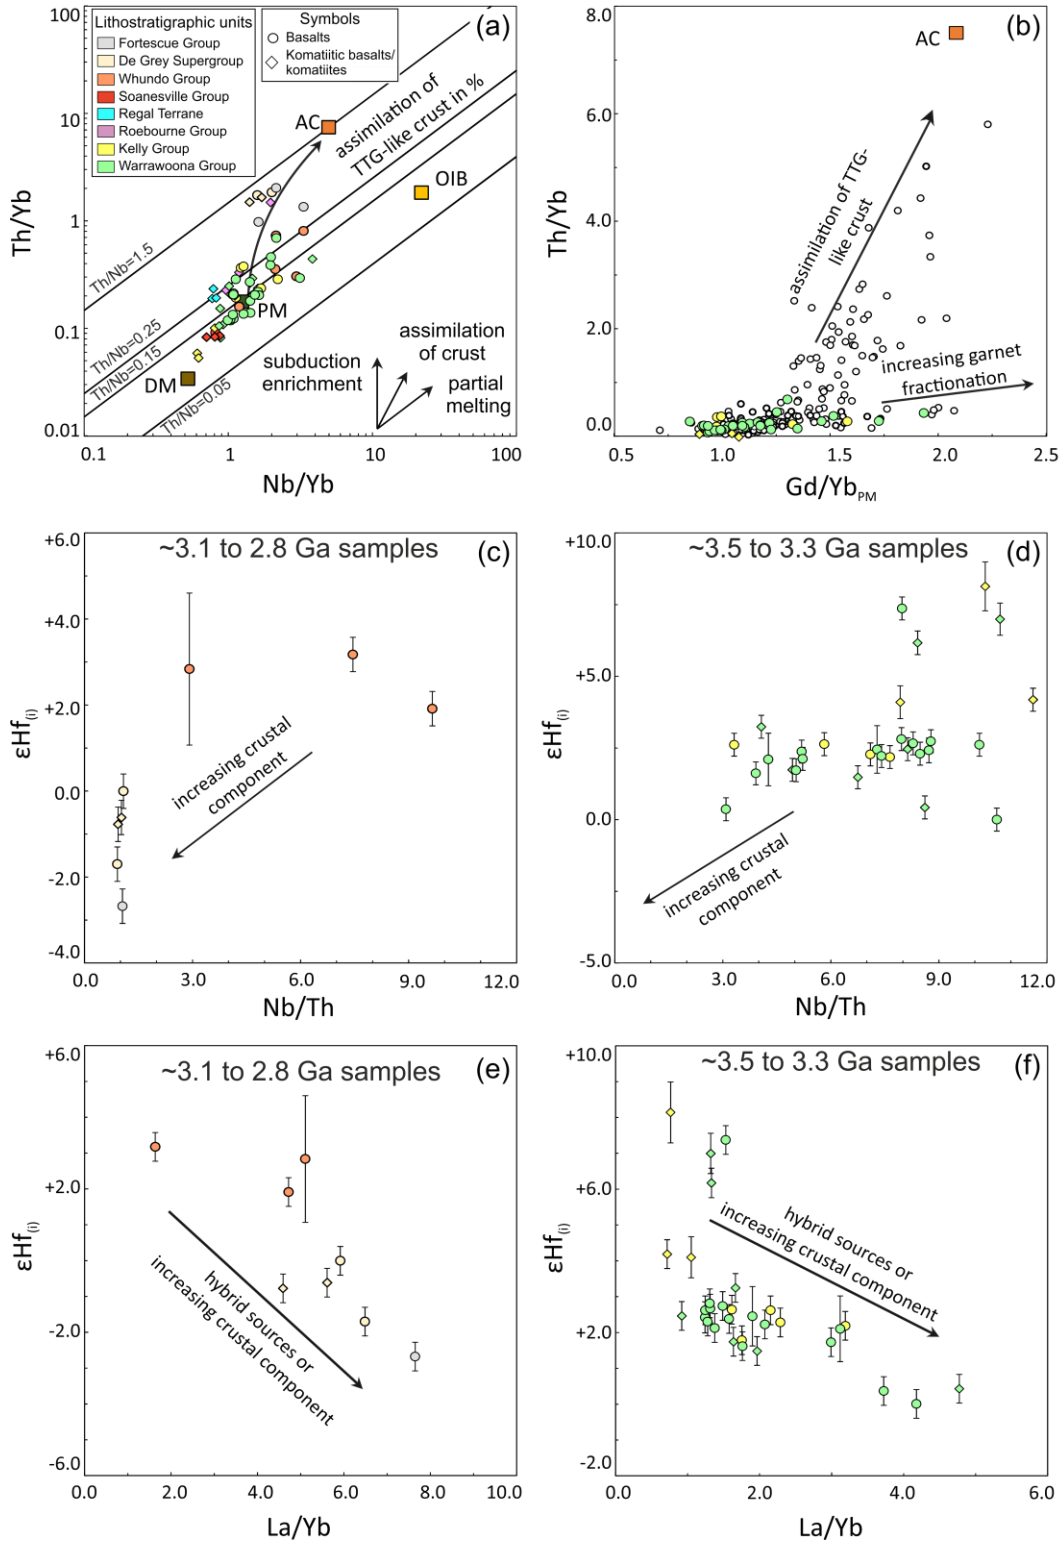 (a)
100
10
1
0.1
0.01
Th/Yb
0.1
1
10
100
Nb/Yb
Lithostratigraphic units
Fortescue Group
De Grey Supergroup
Whundo Group
Soanesville Group
Regal Terrane
Roebourne Group
Kelly Group
Warrawoona Group
Symbols
Basalts
Komatiitic basalts/
komatiites
AC
OIB
PM
DM
assimilation of
TTG-like crust in %
Th/Nb=1.5
Th/Nb=0.25
Th/Nb=0.15
Th/Nb=0.05
subduction
enrichment
assimilation
of crust
partial
melting
(b)
8.0
6.0
4.0
2.0
0.0
Th/Yb
0.5
1.0
1.5
2.0
2.5
Gd/YbPM
AC
assimilation of TTG-
like crust
increasing garnet
fractionation
(c)
~3.1 to 2.8 Ga samples
+6.0
+4.0
+2.0
0.0
-2.0
-4.0
εHf(i)
0.0
3.0
6.0
9.0
12.0
Nb/Th
increasing crustal
component
(d)
~3.5 to 3.3 Ga samples
+10.0
+5.0
0.0
-5.0
εHf(i)
0.0
3.0
6.0
9.0
12.0
Nb/Th
increasing crustal
component
(e)
~3.1 to 2.8 Ga samples
+6.0
+2.0
-2.0
-6.0
εHf(i)
0.0
2.0
4.0
6.0
8.0
10.0
La/Yb
hybrid sources or
increasing crustal component
(f)
~3.5 to 3.3 Ga samples
+10.0
+6.0
+2.0
-2.0
εHf(i)
0.0
2.0
4.0
6.0
La/Yb
hybrid sources or
increasing crustal component